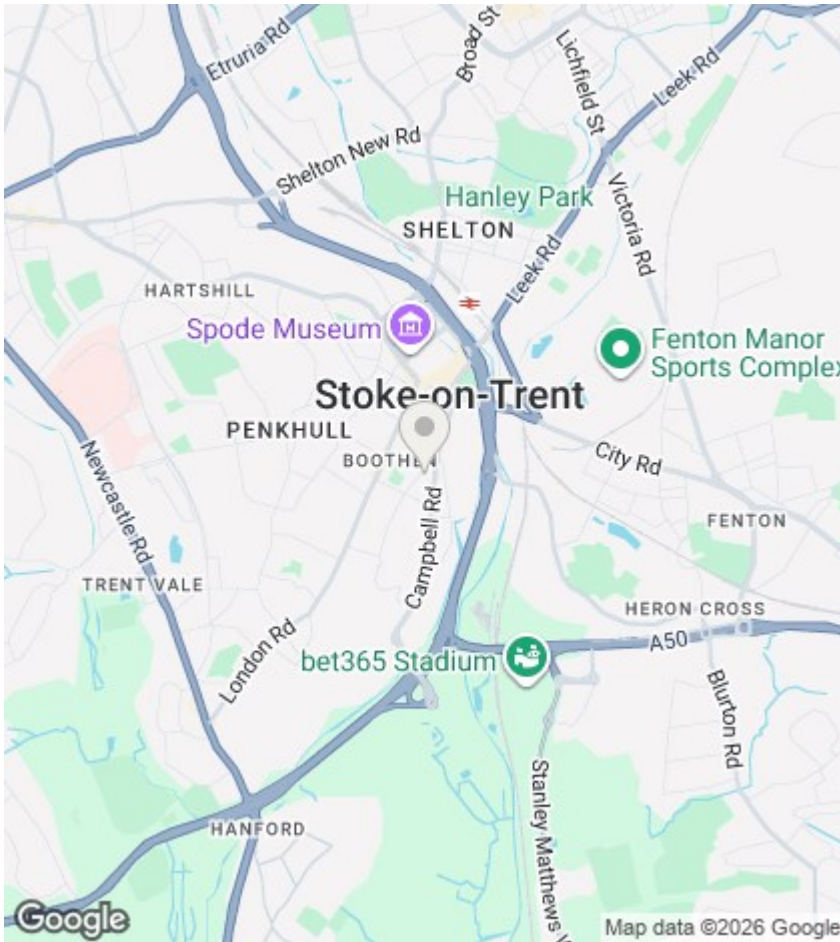 Etruria Rd
Broad St
Lichfield St
Leek Rd
Shelton New Rd
Hanley Park
Victoria Rd
SHELTON
Leek Rd
HARTSHILL
Spode Museum
Fenton Manor
Sports Complex
Stoke-on-Trent
PENKHULL
BOOTHEN
City Rd
Newcastle Rd
Campbell Rd
FENTON
TRENT VALE
HERON CROSS
London Rd
A50
bet365 Stadium
Blurton Rd
Stanley Matthews W
HANFORD
Google
Map data ©2026 Google